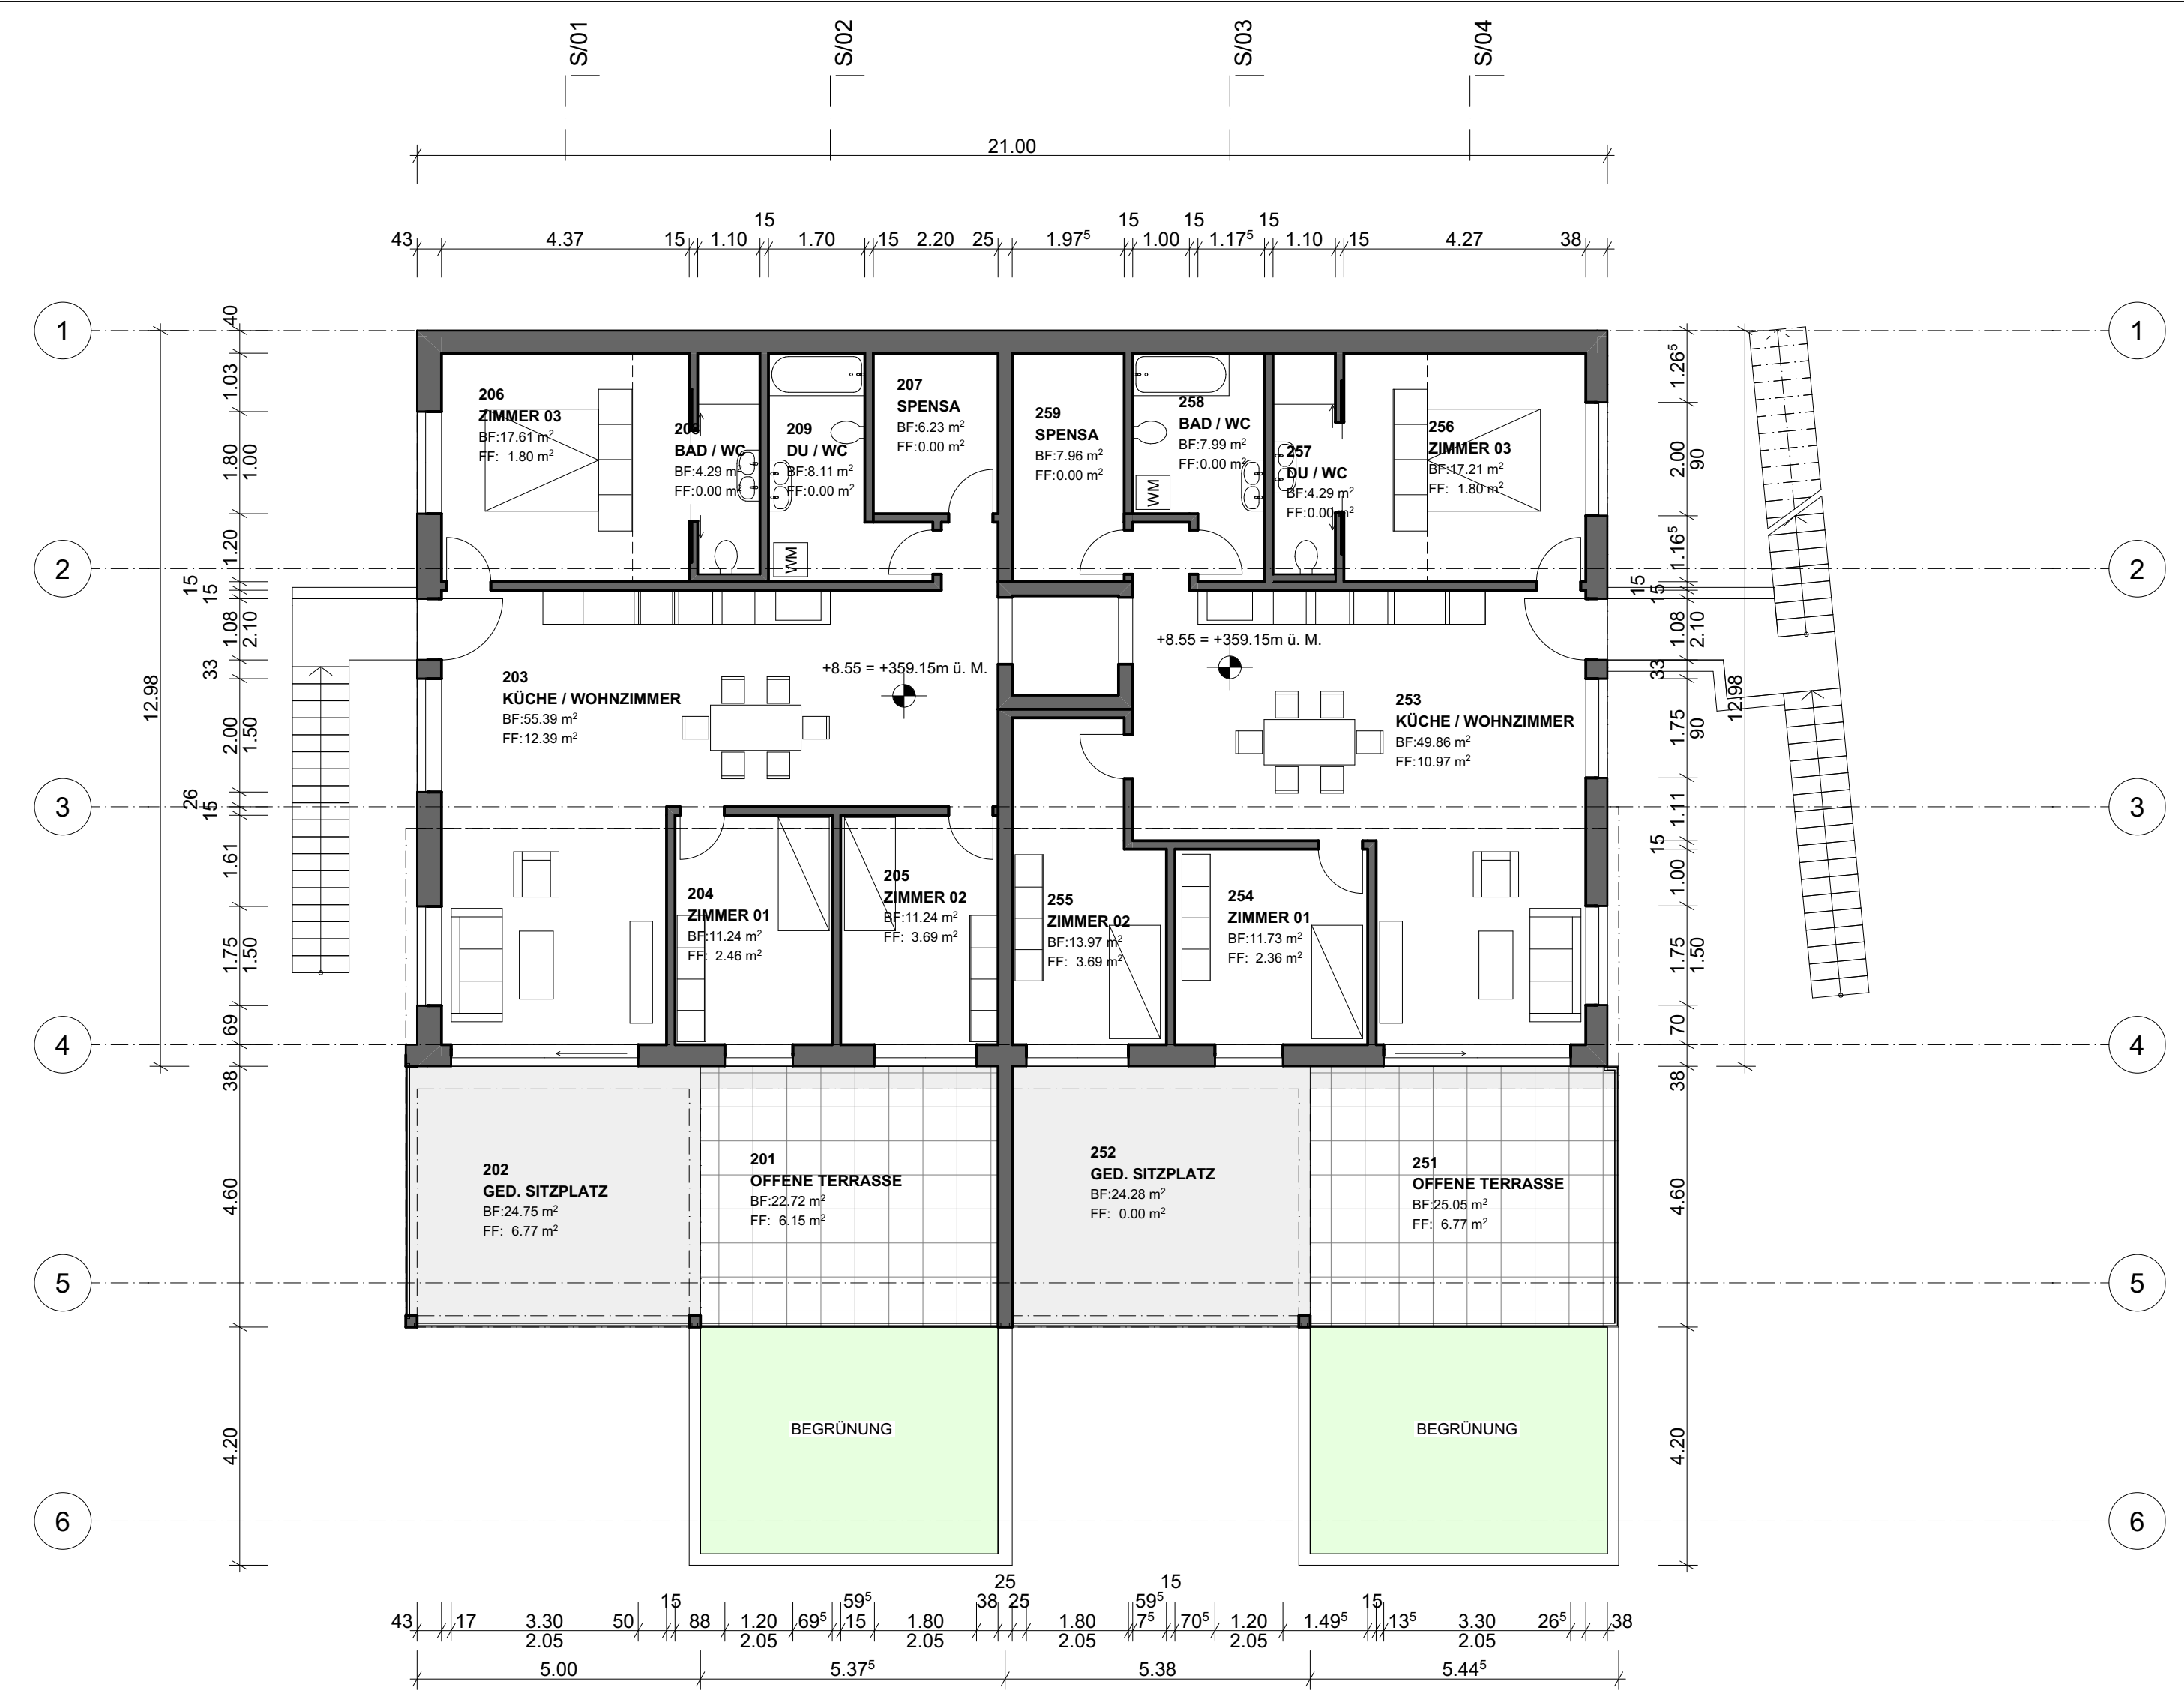 S/01
S/02
S/03
S/04
21.00
15
15
15
15
43
4.37
15
1.10
1.70
15
2.20
25
1.97⁵
1.00
1.17⁵
1.10
15
4.27
38
1
1
40
1.03
1.80
1.00
1.20
2
2
15
15
1.08
2.10
33
12.98
2.00
1.50
3
3
26
15
1.61
1.75
1.50
69
4
4
38
4.60
5
5
4.20
6
6
1.26⁵
2.00
90
1.16⁵
15
15
1.08
2.10
33
12.98
1.75
90
1.11
15
1.00
1.75
1.50
70
38
4.60
4.20
206
ZIMMER 03
BF:17.61 m²
FF: 1.80 m²
208
BAD / WC
BF:4.29 m²
FF:0.00 m²
209
DU / WC
BF:8.11 m²
FF:0.00 m²
WM
207
SPENSA
BF:6.23 m²
FF:0.00 m²
259
SPENSA
BF:7.96 m²
FF:0.00 m²
258
BAD / WC
BF:7.99 m²
FF:0.00 m²
WM
257
DU / WC
BF:4.29 m²
FF:0.00 m²
256
ZIMMER 03
BF:17.21 m²
FF: 1.80 m²
+8.55 = +359.15m ü. M.
+8.55 = +359.15m ü. M.
203
KÜCHE / WOHNZIMMER
BF:55.39 m²
FF:12.39 m²
253
KÜCHE / WOHNZIMMER
BF:49.86 m²
FF:10.97 m²
204
ZIMMER 01
BF:11.24 m²
FF: 2.46 m²
205
ZIMMER 02
BF:11.24 m²
FF: 3.69 m²
255
ZIMMER 02
BF:13.97 m²
FF: 3.69 m²
254
ZIMMER 01
BF:11.73 m²
FF: 2.36 m²
202
GED. SITZPLATZ
BF:24.75 m²
FF: 6.77 m²
201
OFFENE TERRASSE
BF:22.72 m²
FF: 6.15 m²
252
GED. SITZPLATZ
BF:24.28 m²
FF: 0.00 m²
251
OFFENE TERRASSE
BF:25.05 m²
FF: 6.77 m²
BEGRÜNUNG
BEGRÜNUNG
25
15
15
59⁵
38
25
59⁵
15
43
17
3.30
50
88
1.20
69⁵
15
1.80
1.80
7⁵
70⁵
1.20
1.49⁵
13⁵
3.30
26⁵
38
2.05
2.05
2.05
2.05
2.05
2.05
5.00
5.37⁵
5.38
5.44⁵